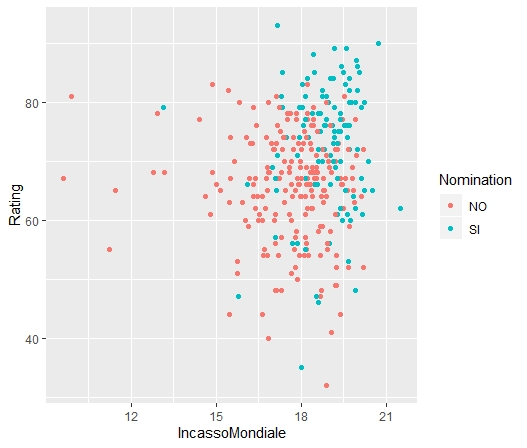 80
60
40
Rating
12
15
18
21
IncassoMondiale
Nomination
NO
SI